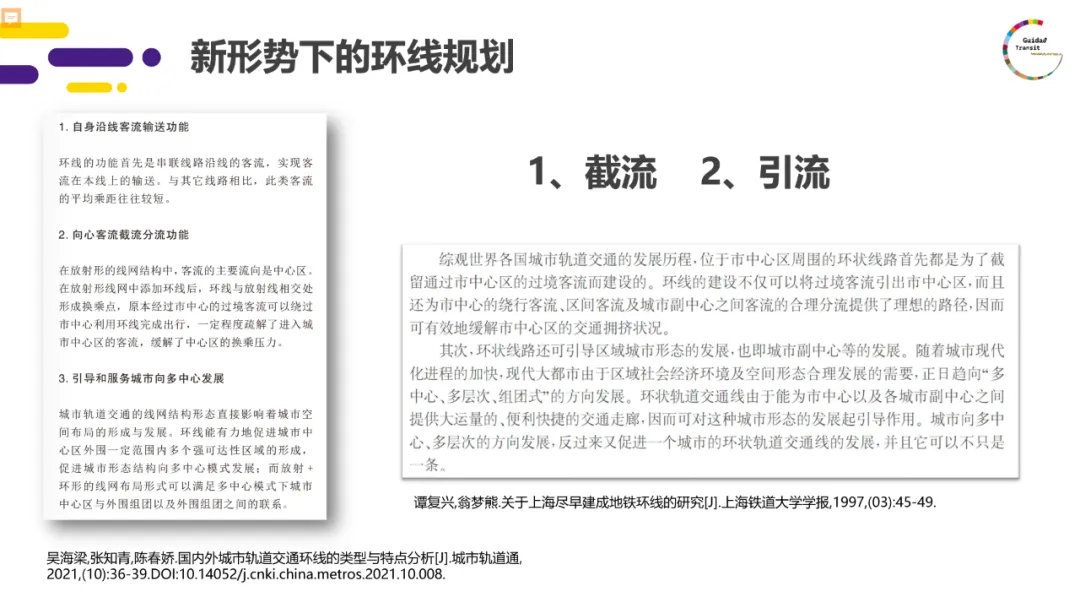 新形势下的环线规划
Guida∂
Transit
1. 自身沿线客流输送功能
环线的功能首先是串联线路沿线的客流，实现客
流在本线上的输送。与其它线路相比，此类客流
的平均乘距往往较短。
2. 向心客流截流分流功能
在放射形的线网结构中，客流的主要流向是中心区。
在放射形线网中添加环线后，环线与放射线相交处
形成换乘点，原本经过市中心的过境客流可以绕过
市中心利用环线完成出行，一定程度疏解了进入城
市中心区的客流，缓解了中心区的换乘压力。
3. 引导和服务城市向多中心发展
城市轨道交通的线网结构形态直接影响着城市空
间布局的形成与发展。环线能有力地促进城市中
心区外围一定范围内多个强可达性区域的形成，
促进城市形态结构向多中心模式发展；而放射+
环形的线网布局形式可以满足多中心模式下城市
中心区与外围组团以及外围组团之间的联系。
吴海梁,张知青,陈春娇.国内外城市轨道交通环线的类型与特点分析[J].城市轨道通,
2021,(10):36-39.DOI:10.14052/j.cnki.china.metros.2021.10.008.
1、截流 2、引流
综观世界各国城市轨道交通的发展历程,位于市中心区周围的环状线路首先都是为了截
留通过市中心区的过境客流而建设的。环线的建设不仅可以将过境客流引出市中心区,而且
还为市中心的绕行客流、区间客流及城市副中心之间客流的合理分流提供了理想的路径,因而
可有效地缓解市中心区的交通拥挤状况。
其次,环状线路还可引导区域城市形态的发展,也即城市副中心等的发展。随着城市现代
化进程的加快,现代大都市由于区域社会经济环境及空间形态合理发展的需要,正日趋向“多
中心、多层次、组团式”的方向发展。环状轨道交通线由于能为市中心以及各城市副中心之间
提供大运量的、便利快捷的交通走廊,因而可对这种城市形态的发展起引导作用。城市向多中
心、多层次的方向发展,反过来又促进一个城市的环状轨道交通线的发展,并且它可以不只是
一条。
谭复兴,翁梦熊.关于上海尽早建成地铁环线的研究[J].上海铁道大学学报,1997,(03):45-49.